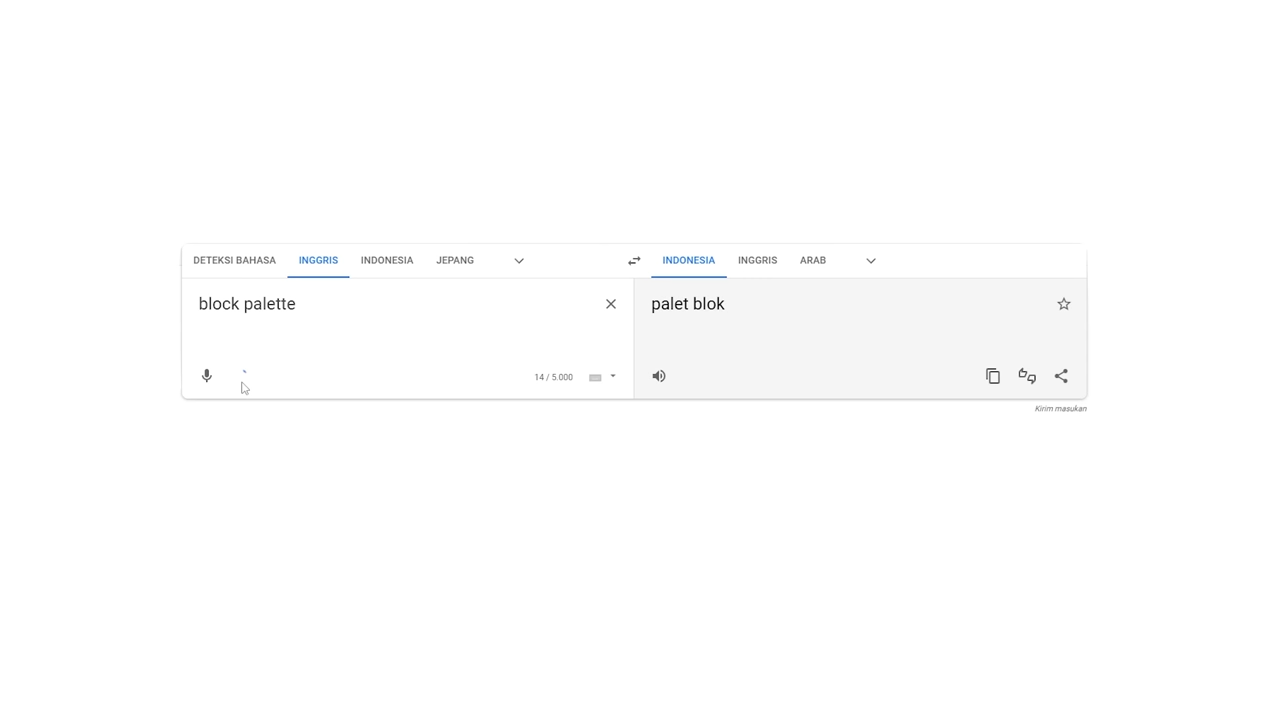 DETEKSI BAHASA INGGRIS INDONESIA JEPANG INDONESIA INGGRIS ARAB
block palette
palet blok
14 / 5.000
Kirim masukan